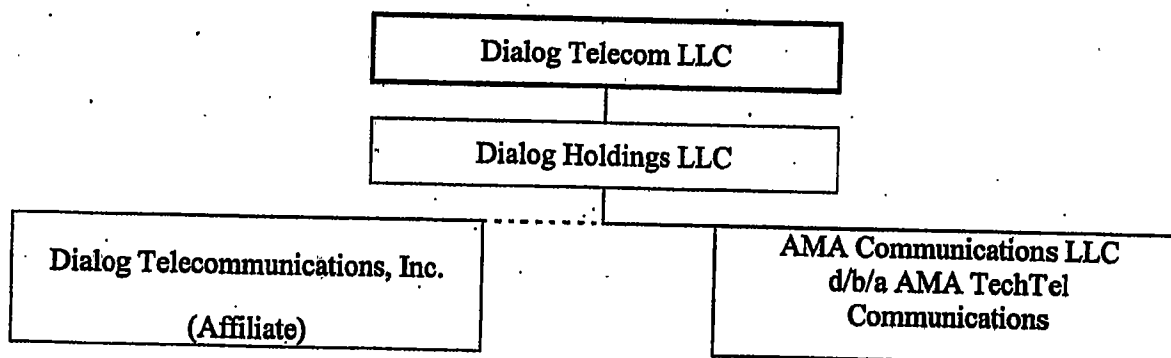 Dialog Telecom LLC
Dialog Holdings LLC
Dialog Telecommunications, Inc.
(Affiliate)
AMA Communications LLC
d/b/a AMA TechTel
Communications